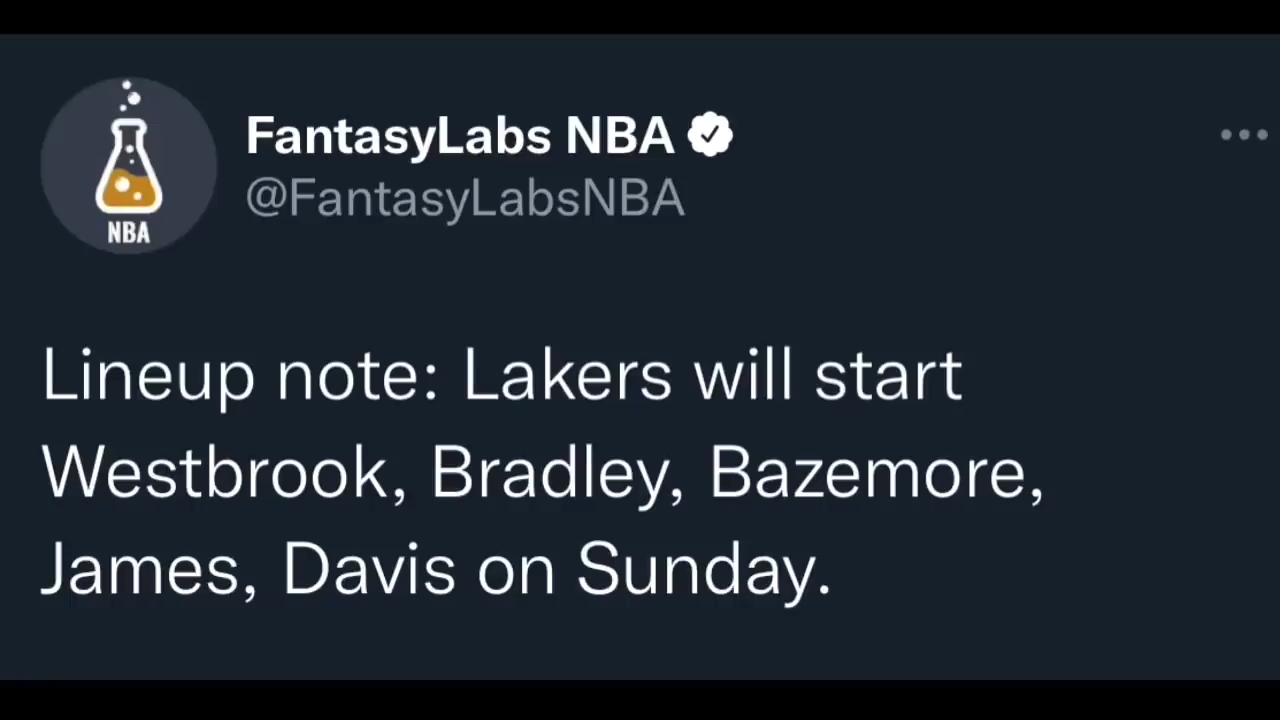 NBA
FantasyLabs NBA
@FantasyLabsNBA
Lineup note: Lakers will start
Westbrook, Bradley, Bazemore,
James, Davis on Sunday.